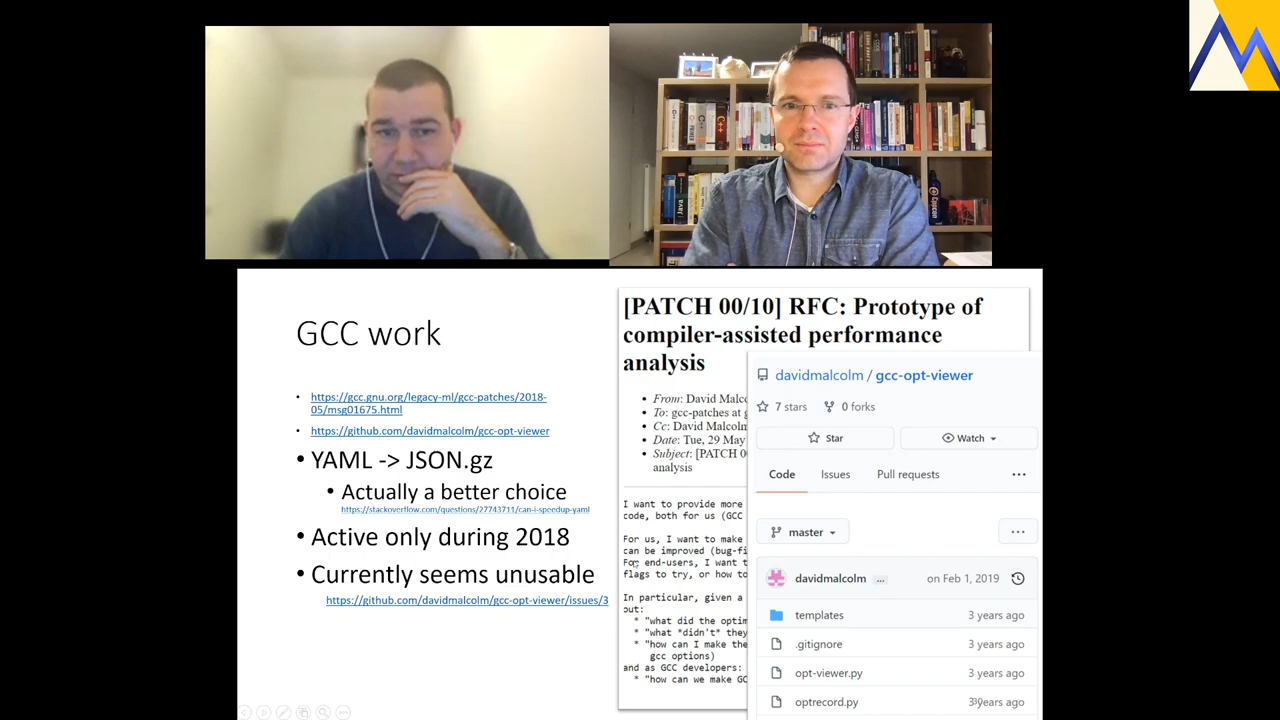 GCC work
• https://gcc.gnu.org/legacy-ml/gcc-patches/2018-
05/msg01675.html
• https://github.com/davidmalcolm/gcc-opt-viewer
• YAML -> JSON.gz
• Actually a better choice
https://stackoverflow.com/questions/27743711/can-i-speedup-yaml
• Active only during 2018
• Currently seems unusable
https://github.com/davidmalcolm/gcc-opt-viewer/issues/3
[PATCH 00/10] RFC: Prototype of
compiler-assisted performance
analysis
• From: David Malco
• To: gcc-patches at g
• Cc: David Malcolm
• Date: Tue, 29 May
• Subject: [PATCH 00
analysis
I want to provide more
code, both for us (GCC
For us, I want to make
can be improved (bug-fi
For end-users, I want t
flags to try, or how to
In particular, given a
out:
* "what did the optim
* "what *didn't* they
* "how can I make the
gcc options)
and as GCC developers:
* "how can we make GC
davidmalcolm / gcc-opt-viewer
7 stars 0 forks
Star Watch
Code Issues Pull requests ...
master ...
davidmalcolm ... on Feb 1, 2019
templates 3 years ago
.gitignore 3 years ago
opt-viewer.py 3 years ago
optrecord.py years ago
Java
C++